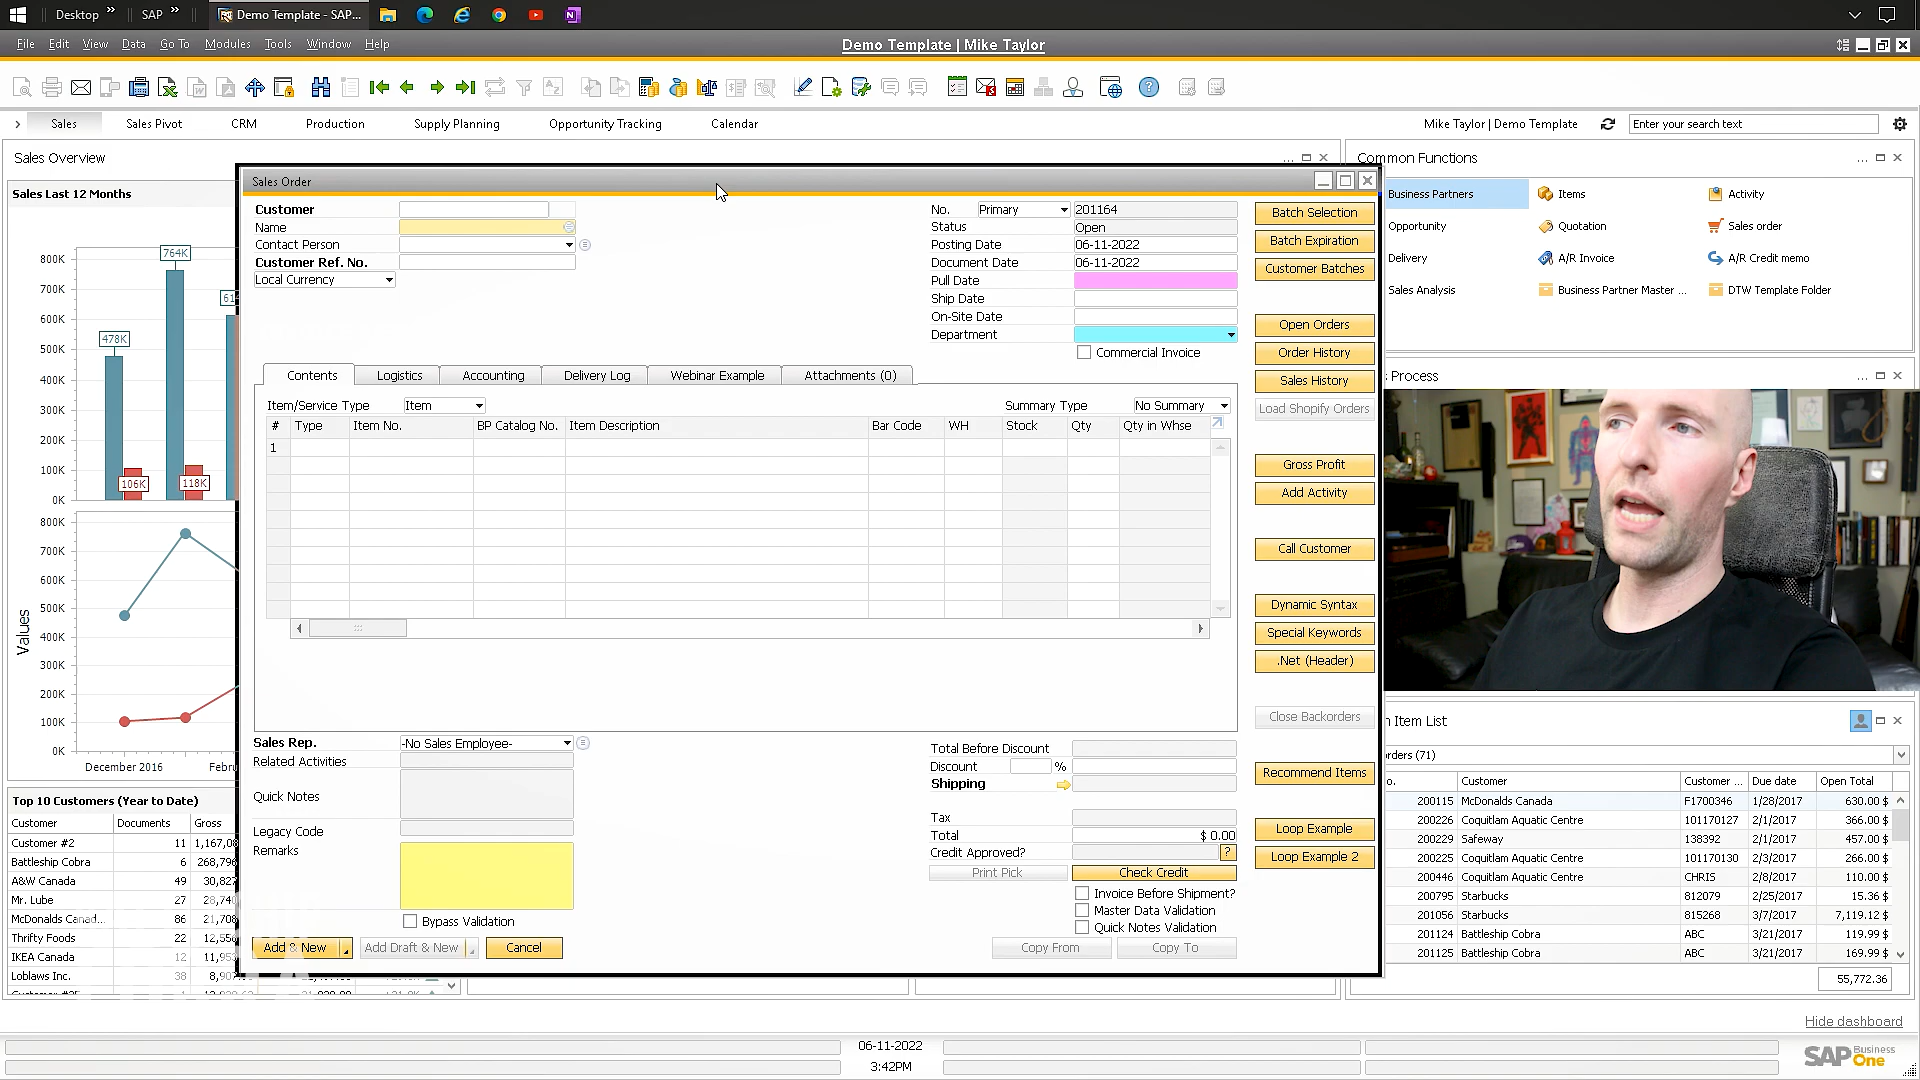 Desktop
SAP
Demo Template - SAP...
File Edit View Data Go To Modules Tools Window Help
Demo Template | Mike Taylor
Sales
Sales Pivot
CRM
Production
Supply Planning
Opportunity Tracking
Calendar
Mike Taylor | Demo Template
Enter your search text
Sales Overview
Sales Last 12 Months
800K
700K
600K
500K
400K
300K
200K
100K
0K
764K
478K
106K
118K
800K
700K
600K
500K
400K
300K
200K
100K
0K
Values
December 2016
Top 10 Customers (Year to Date)
Customer Documents Gross
Customer #2 11
Battleship Cobra 6
A&W Canada 49
Mr. Lube 27
McDonalds Canad... 86
Thrifty Foods 22
IKEA Canada 12
Loblaws Inc. 38
Sales Order
Customer
Name
Contact Person
Customer Ref. No.
Local Currency
No. Primary 201164
Status Open
Posting Date 06-11-2022
Document Date 06-11-2022
Pull Date
Ship Date
On-Site Date
Department
Commercial Invoice
Contents
Logistics
Accounting
Delivery Log
Webinar Example
Attachments (0)
Item/Service Type Item
Summary Type No Summary
# Type Item No. BP Catalog No. Item Description Bar Code WH Stock Qty Qty in Whse
1
Sales Rep. -No Sales Employee-
Related Activities
Quick Notes
Legacy Code
Remarks
Bypass Validation
Add & New
Add Draft & New
Cancel
Total Before Discount
Discount %
Shipping
Tax
Total $ 0.00
Credit Approved? ?
Print Pick
Check Credit
Invoice Before Shipment?
Master Data Validation
Quick Notes Validation
Copy From
Copy To
Batch Selection
Batch Expiration
Customer Batches
Open Orders
Order History
Sales History
Load Shopify Orders
Gross Profit
Add Activity
Call Customer
Dynamic Syntax
Special Keywords
.Net (Header)
Close Backorders
Recommend Items
Loop Example
Loop Example 2
Common Functions
Business Partners
Items
Activity
Opportunity
Quotation
Sales order
Delivery
A/R Invoice
A/R Credit memo
Sales Analysis
Business Partner Master ...
DTW Template Folder
Process
Item List
rders (71)
Customer Customer ... Due date Open Total
200115 McDonalds Canada F1700346 1/28/2017 630.00 $
200226 Coquitlam Aquatic Centre 101170127 2/1/2017 366.00 $
200229 Safeway 138392 2/1/2017 457.00 $
200225 Coquitlam Aquatic Centre 101170130 2/3/2017 266.00 $
200446 Coquitlam Aquatic Centre CHRIS 2/8/2017 110.00 $
200795 Starbucks 812079 2/25/2017 15.36 $
201056 Starbucks 815268 3/7/2017 7,119.12 $
201124 Battleship Cobra ABC 3/21/2017 119.99 $
201125 Battleship Cobra ABC 3/21/2017 169.99 $
55,772.36
Hide dashboard
06-11-2022
3:42PM
SAP Business One